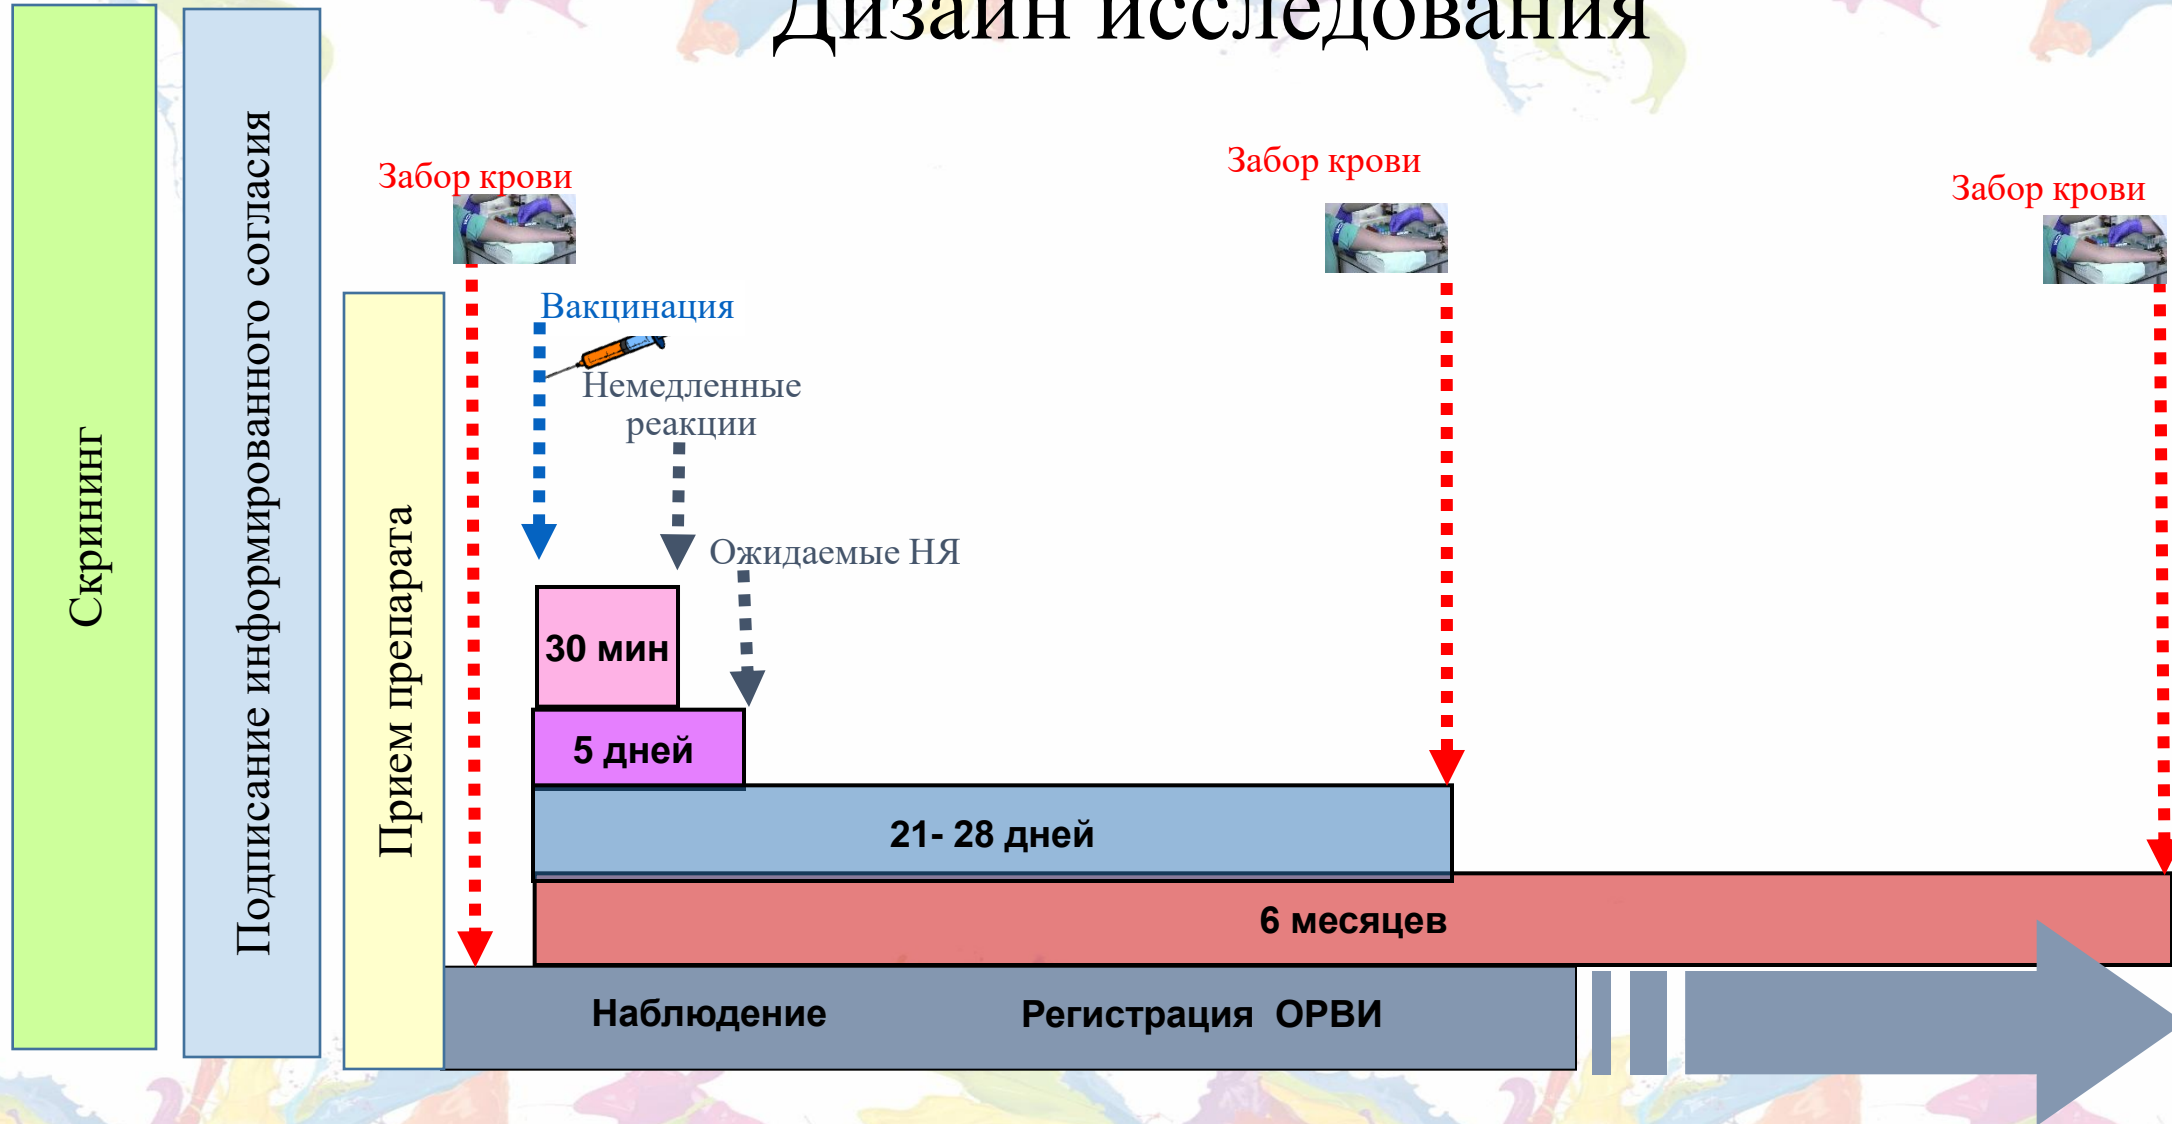 Дизайн исследования
Скрининг
Подписание информированного согласия
Прием препарата
Забор крови
Забор крови
Забор крови
Вакцинация
Немедленные
реакции
Ожидаемые НЯ
30 мин
5 дней
21- 28 дней
6 месяцев
Наблюдение
Регистрация ОРВИ